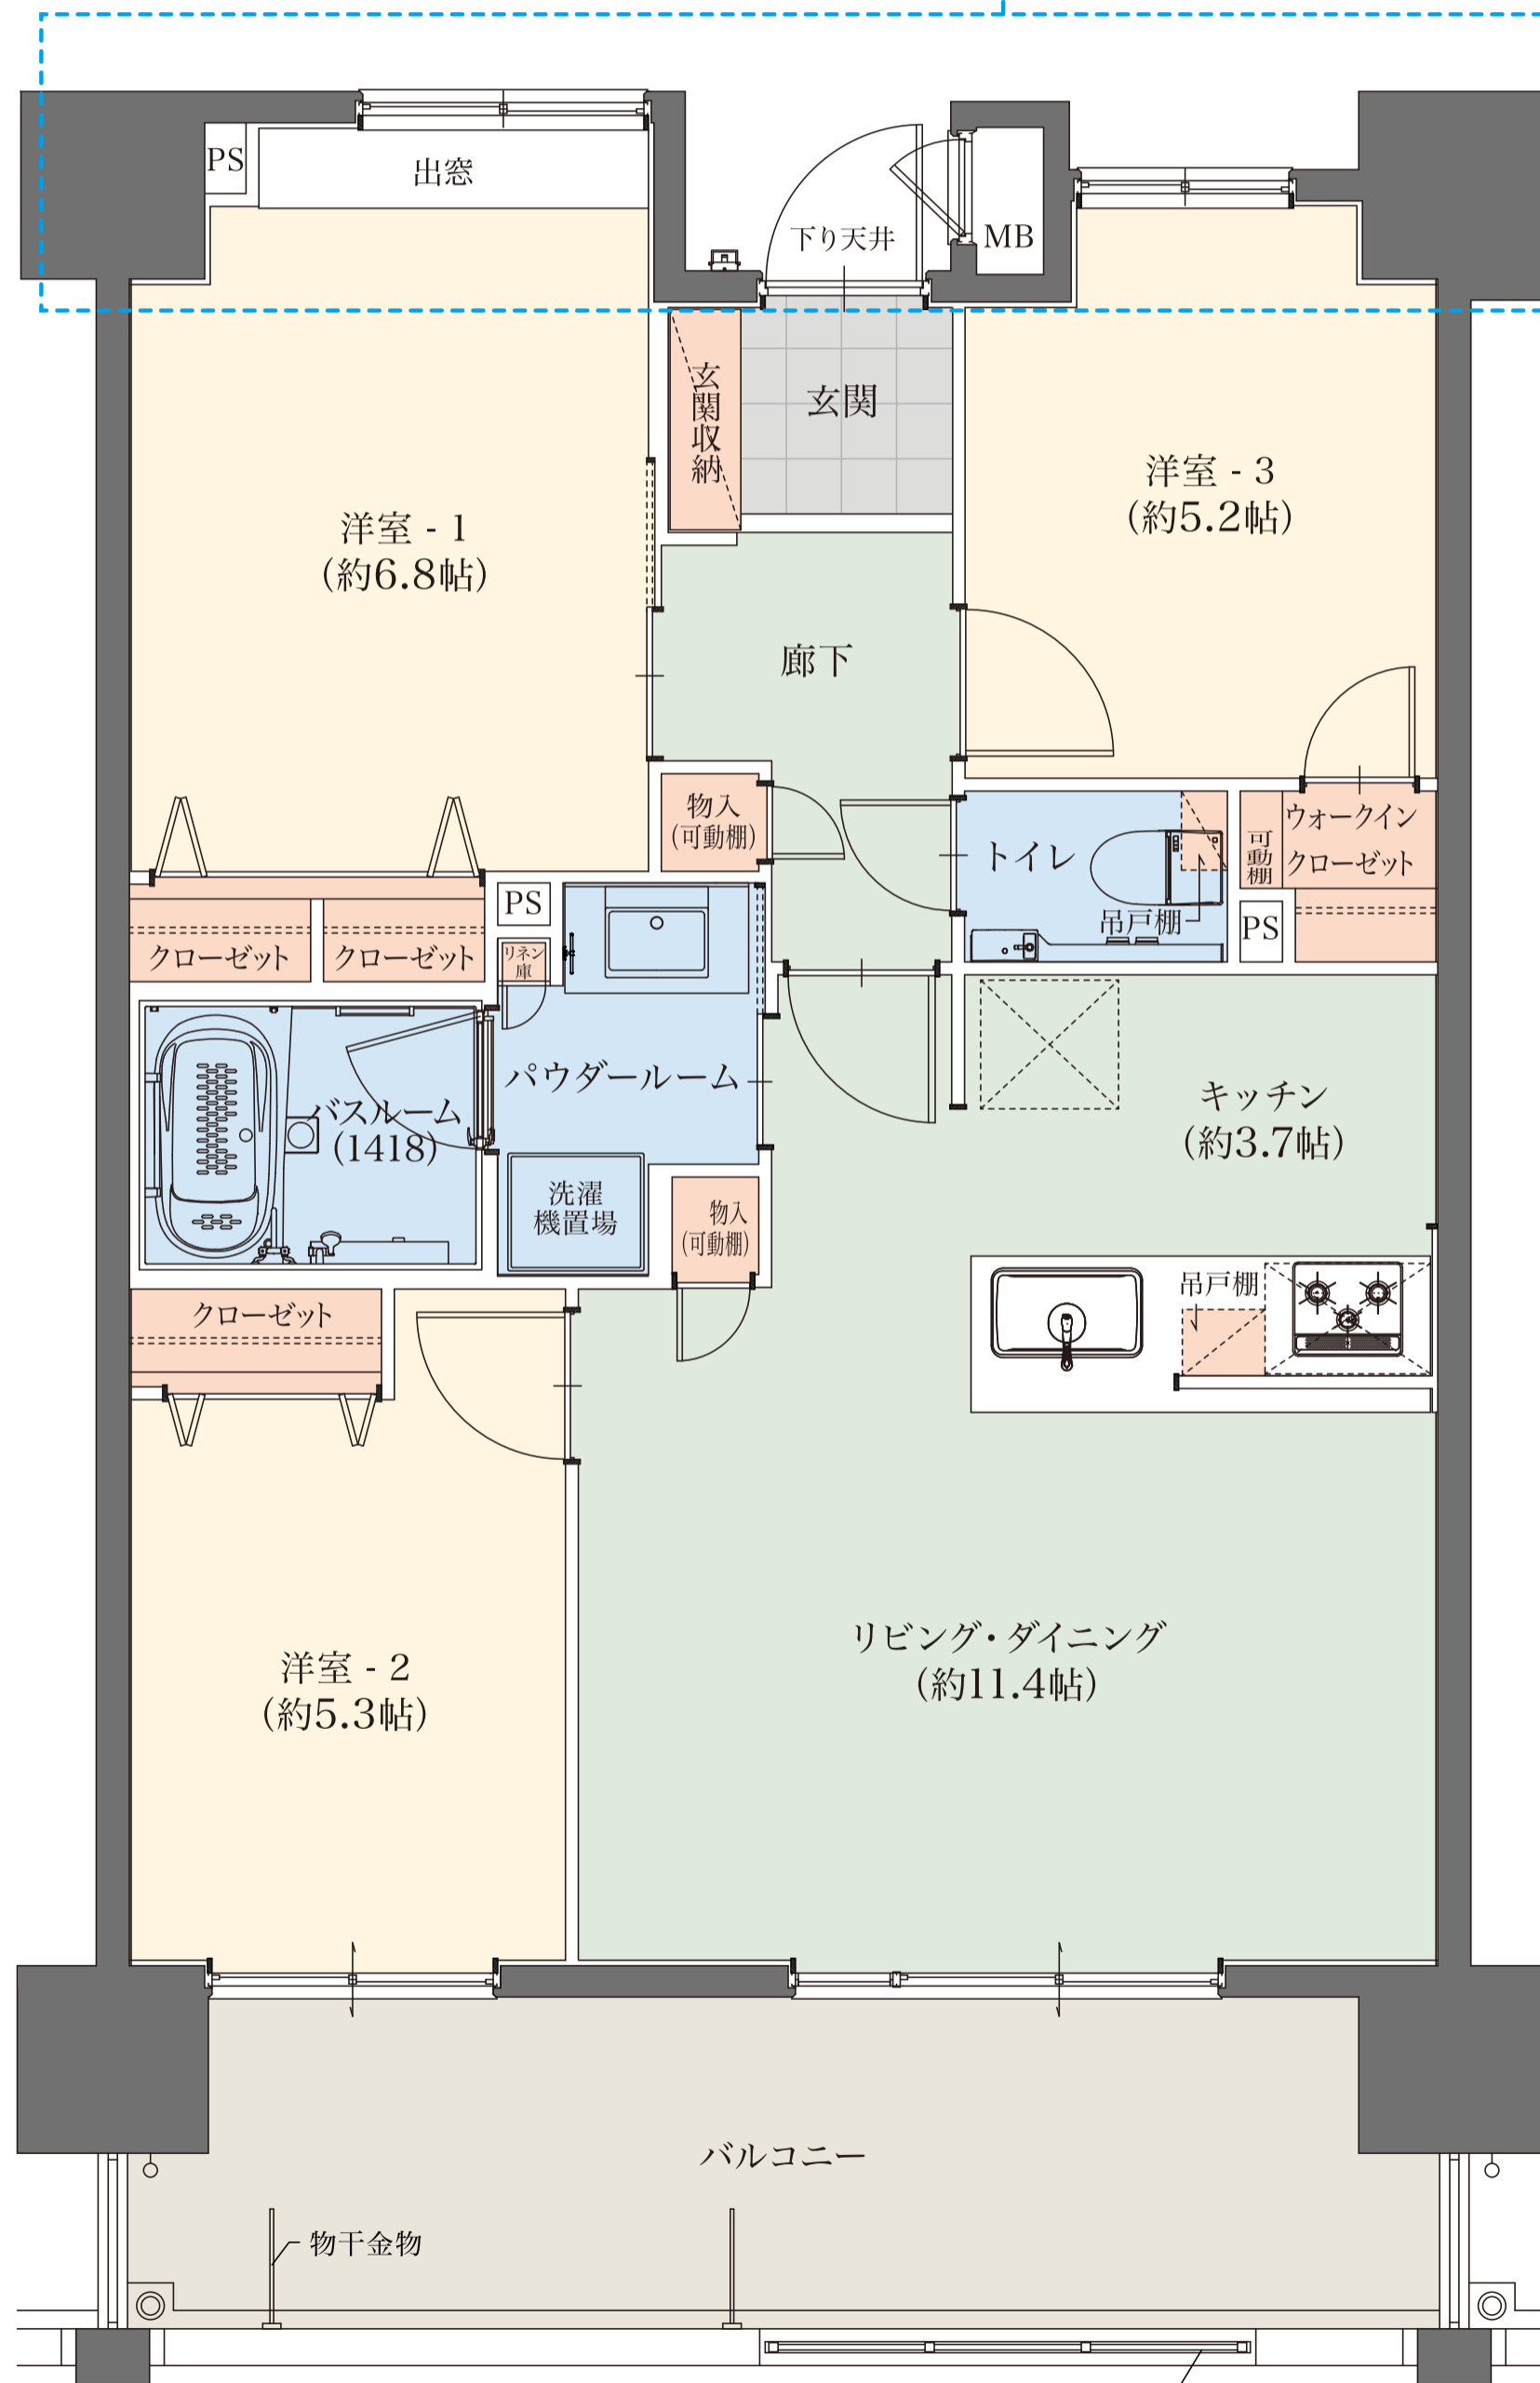 PS
出窓
下り天井
MB
玄関収納
玄関
洋室 - 3
(約5.2帖)
洋室 - 1
(約6.8帖)
廊下
物入
(可動棚)
トイレ
吊戸棚
可動棚
ウォークイン
クローゼット
PS
PS
クローゼット
クローゼット
リネン
庫
パウダールーム
バスルーム
(1418)
キッチン
(約3.7帖)
洗濯
機置場
物入
(可動棚)
吊戸棚
クローゼット
リビング・ダイニング
(約11.4帖)
洋室 - 2
(約5.3帖)
バルコニー
物干金物